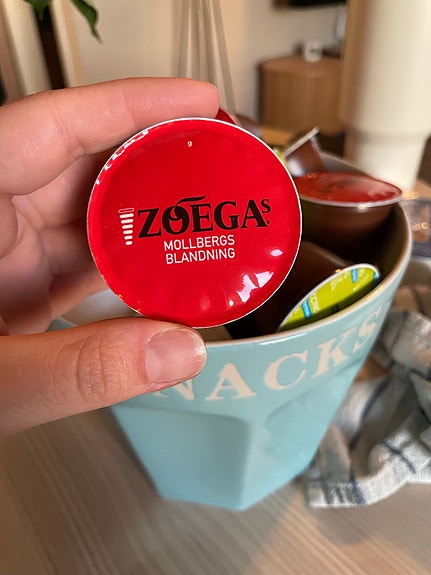 9
ZOÉGAs
MOLLBERGS
BLANDNING
NACKS